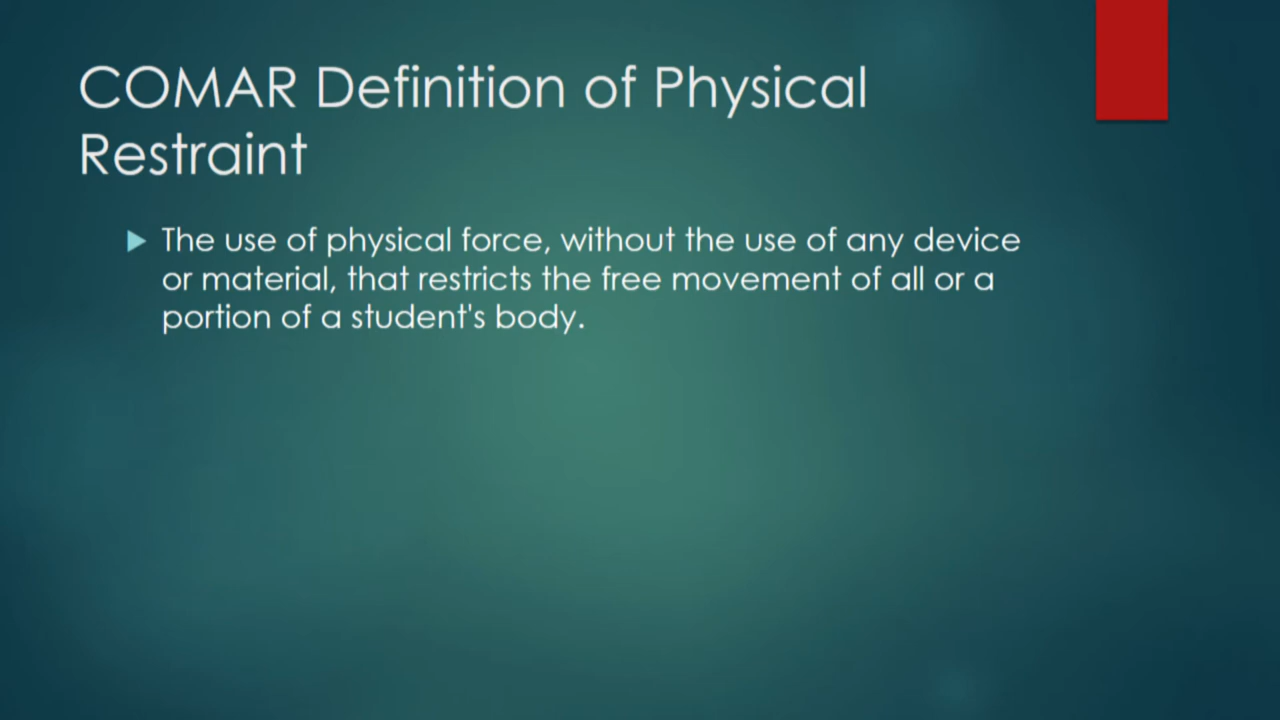 COMAR Definition of Physical
Restraint
The use of physical force, without the use of any device
or material, that restricts the free movement of all or a
portion of a student's body.